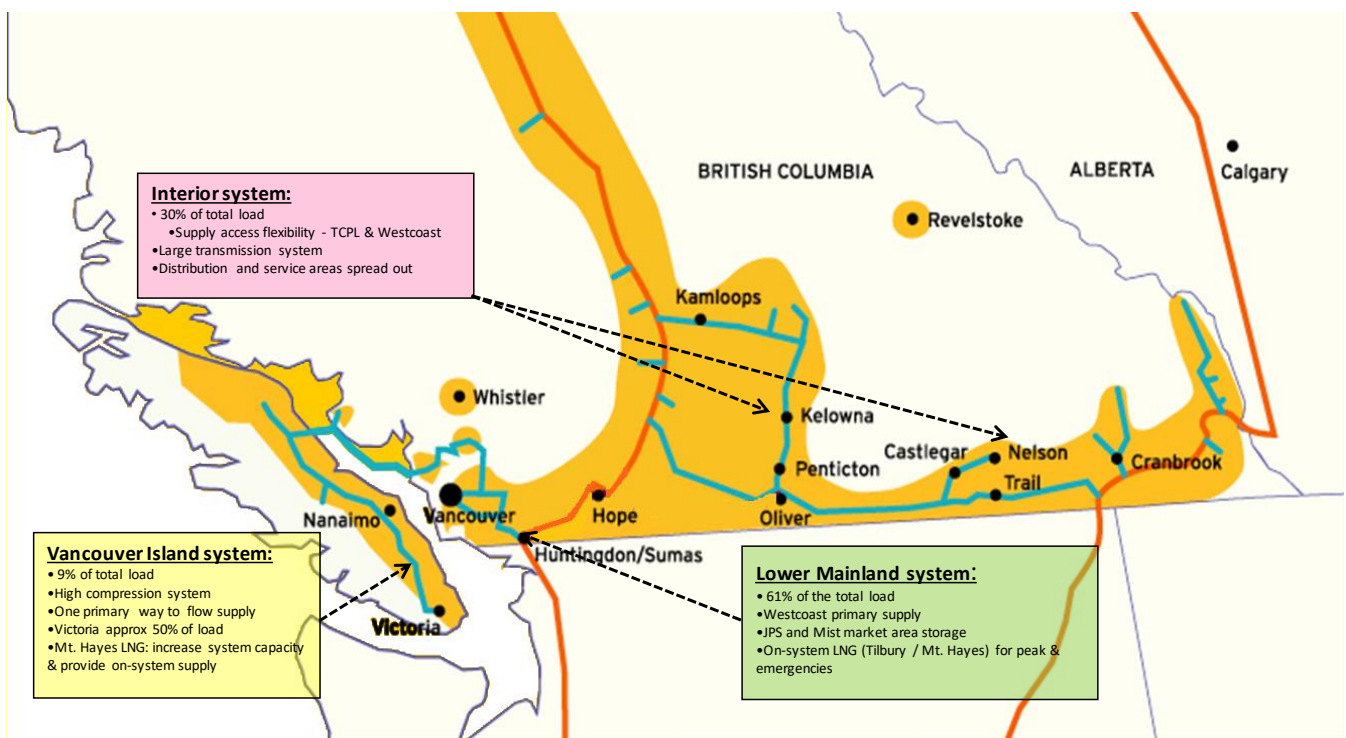 BRITISH COLUMBIA
ALBERTA
Calgary
Interior system:
• 30% of total load
•Supply access flexibility - TCPL & Westcoast
•Large transmission system
•Distribution and service areas spread out
Revelstoke
Kamloops
Whistler
Kelowna
Castlegar
Nelson
Penticton
Cranbrook
Trail
Vancouver
Hope
Oliver
Nanaimo
Huntingdon/Sumas
Vancouver Island system:
• 9% of total load
•High compression system
•One primary way to flow supply
•Victoria approx 50% of load
•Mt. Hayes LNG: increase system capacity
& provide on-system supply
Victoria
Lower Mainland system:
• 61% of the total load
•Westcoast primary supply
•JPS and Mist market area storage
•On-system LNG (Tilbury / Mt. Hayes) for peak &
emergencies